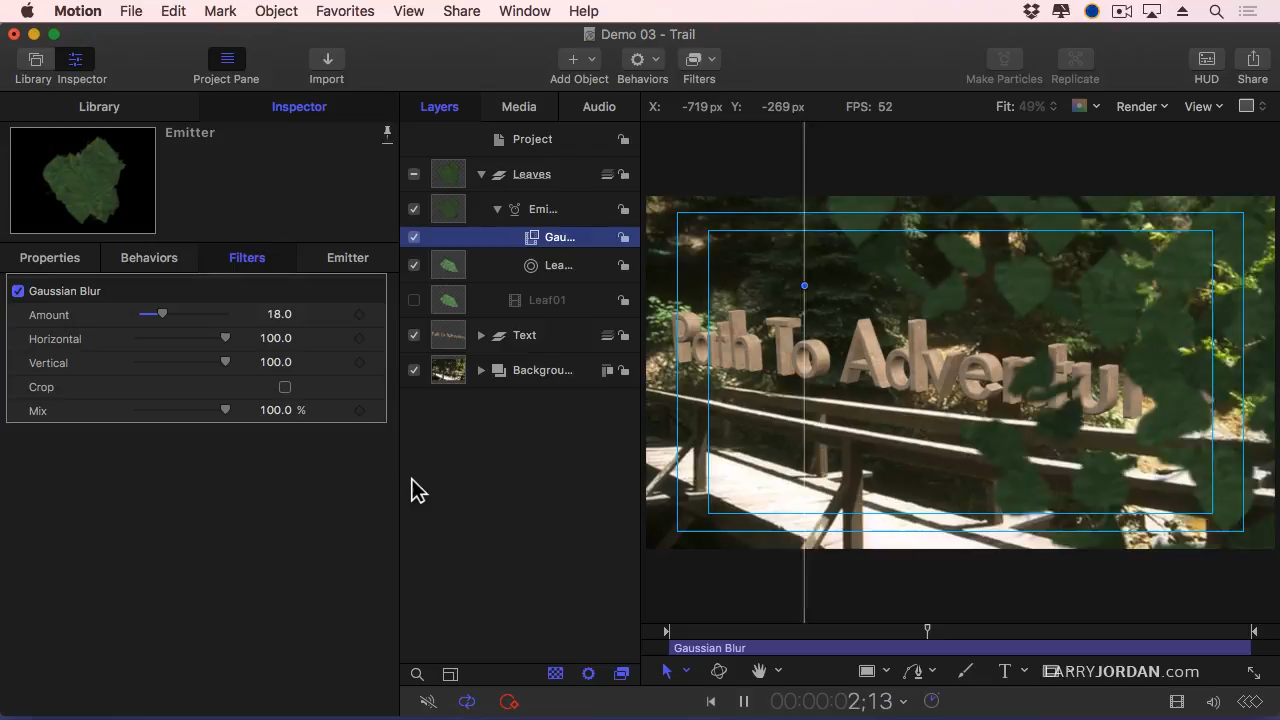 Motion File Edit Mark Object Favorites View Share Window Help
Demo 03 - Trail
Library Inspector Project Pane Import Add Object Behaviors Filters Make Particles Replicate HUD Share
Library Inspector Layers Media Audio X: -719 px Y: -269 px FPS: 52 Fit: 49% Render View
Emitter
Project
Leaves
Emi...
Gau...
Properties Behaviors Filters Emitter
Lea...
Gaussian Blur
Leaf01
Amount 18.0
Horizontal 100.0
Text
Vertical 100.0
Backgrou...
Crop
Mix 100.0 %
Path To Adventur
Gaussian Blur
T
LARRYJORDAN.com
00:00:02;13